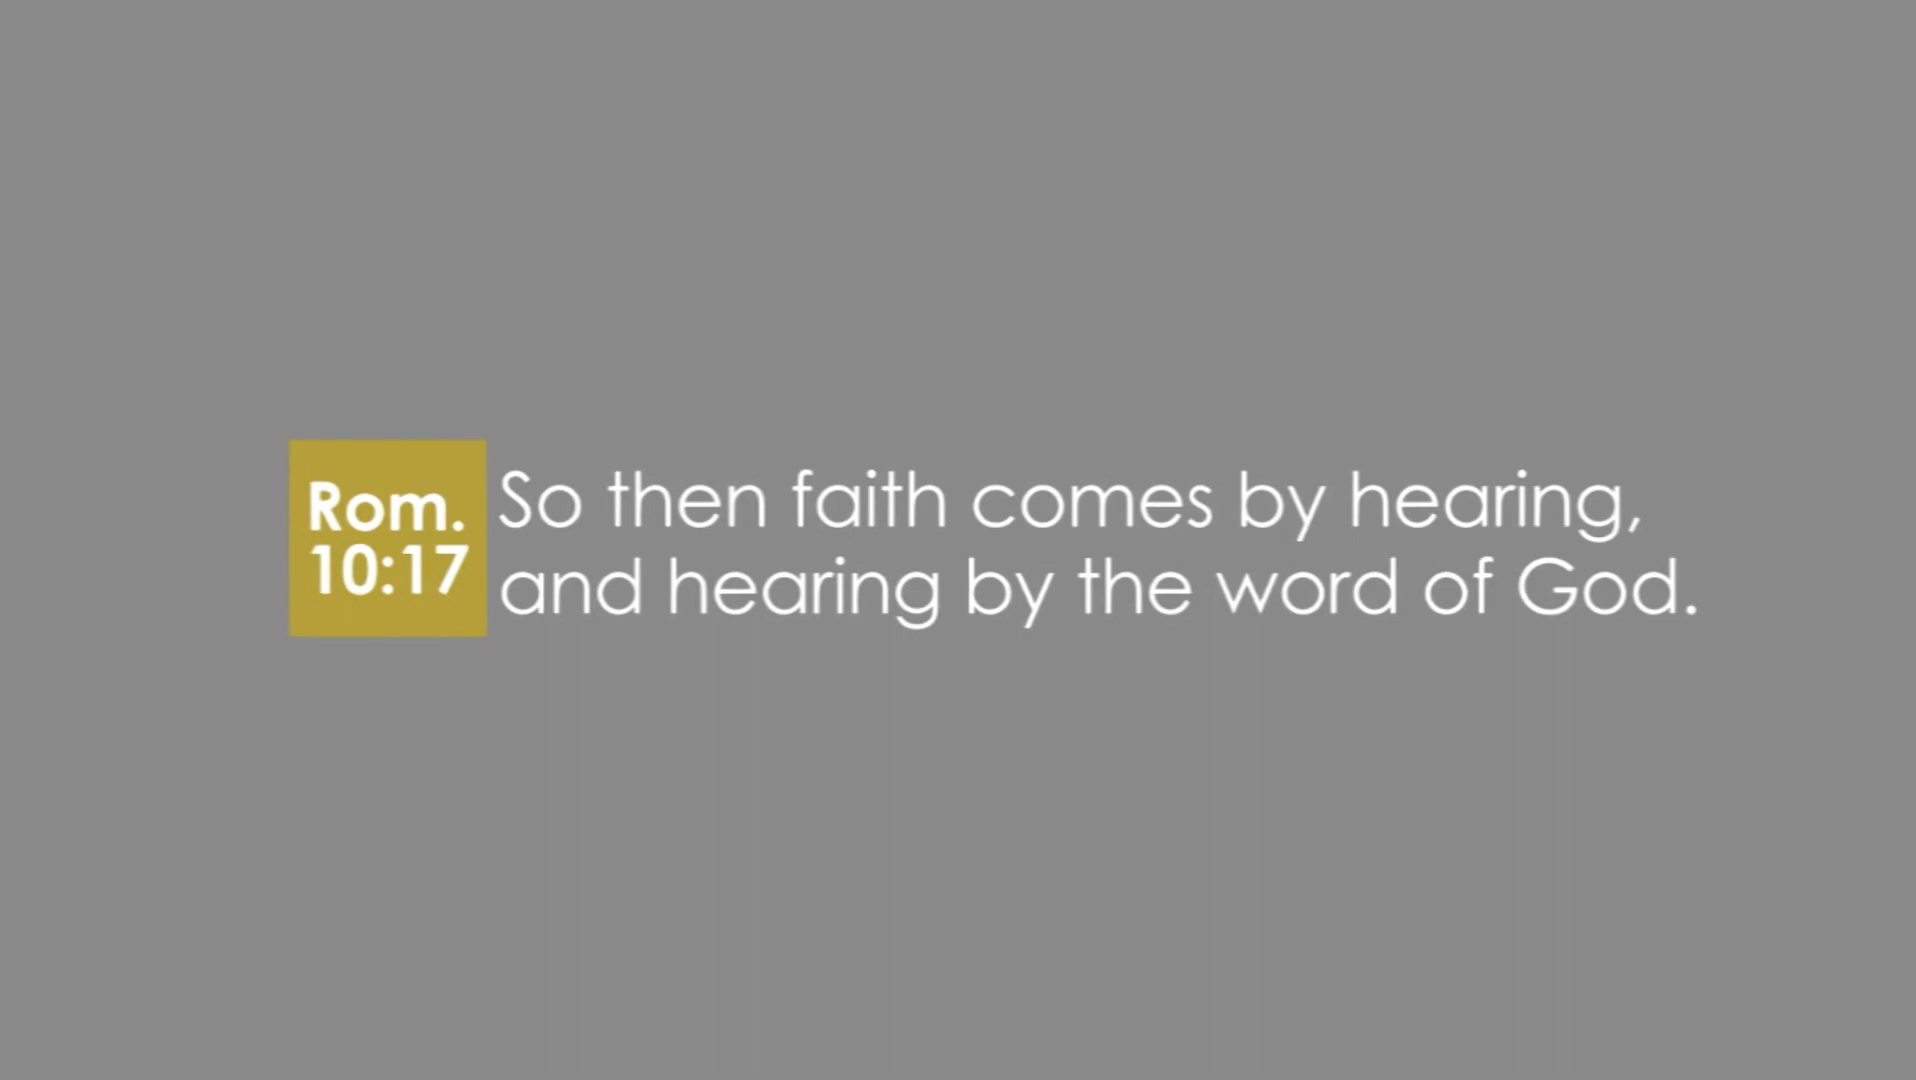 Rom.
10:17
So then faith comes by hearing,
and hearing by the word of God.